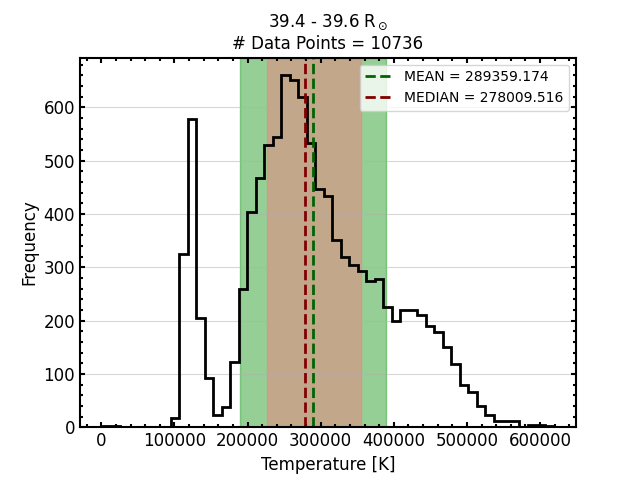 39.4 - 39.6 R⊙
# Data Points = 10736
MEAN = 289359.174
MEDIAN = 278009.516
Frequency
600
500
400
300
200
100
0
0 100000 200000 300000 400000 500000 600000
Temperature [K]